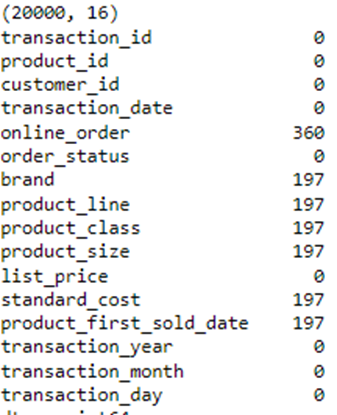 (20000, 16)
transaction_id 0
product_id 0
customer_id 0
transaction_date 0
online_order 360
order_status 0
brand 197
product_line 197
product_class 197
product_size 197
list_price 0
standard_cost 197
product_first_sold_date 197
transaction_year 0
transaction_month 0
transaction_day 0